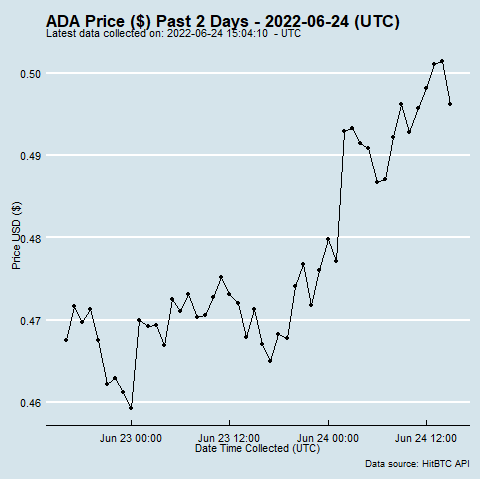 ADA Price ($) Past 2 Days - 2022-06-24 (UTC)
Latest data collected on: 2022-06-24 15:04:10 - UTC
0.50
0.49
0.48
0.47
0.46
Price USD ($)
Jun 23 00:00 Jun 23 12:00 Jun 24 00:00 Jun 24 12:00
Date Time Collected (UTC)
Data source: HitBTC API